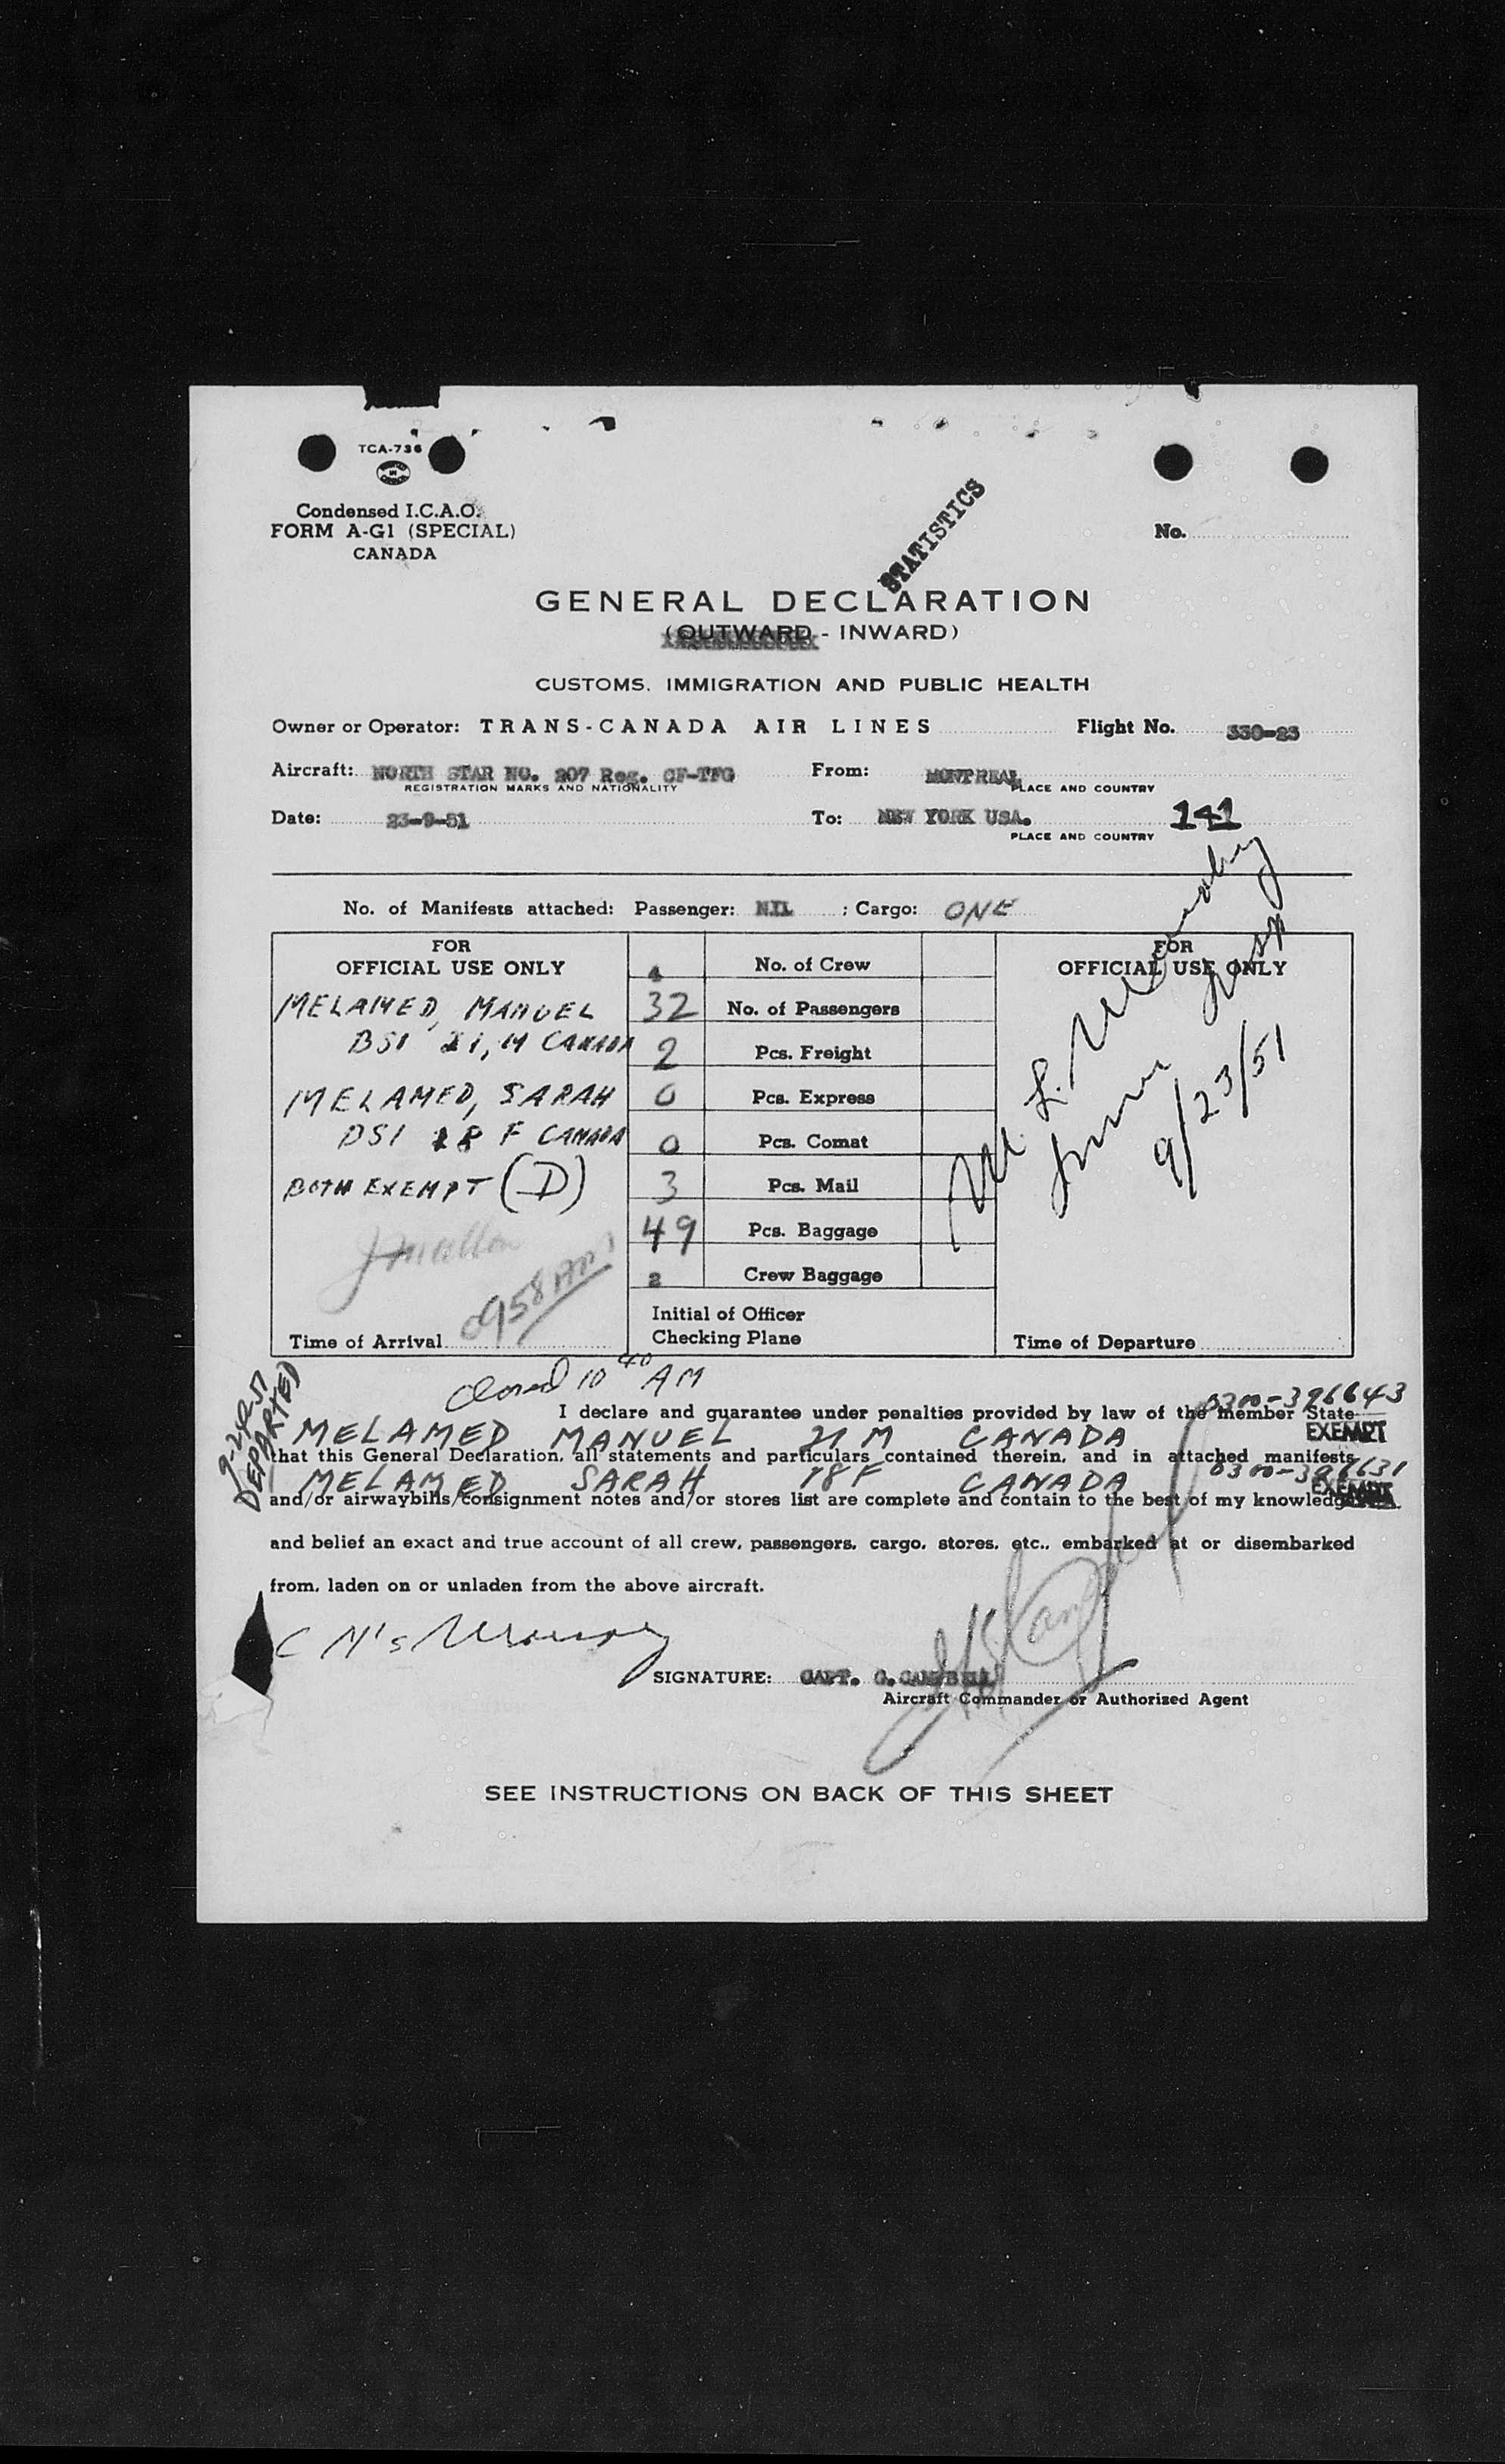 TCA-736
Condensed I.C.A.O.
FORM A-G1 (SPECIAL)
CANADA
STATISTICS
No.
GENERAL DECLARATION
(OUTWARD - INWARD)
CUSTOMS, IMMIGRATION AND PUBLIC HEALTH
Owner or Operator: TRANS-CANADA AIR LINES Flight No. 330-23
Aircraft: NORTH STAR NO. 207 Reg. CF-TFG From: MONTREAL
REGISTRATION MARKS AND NATIONALITY PLACE AND COUNTRY
Date: 23-9-51 To: NEW YORK USA. 141
PLACE AND COUNTRY
No. of Manifests attached: Passenger: NIL ; Cargo: ONE
FOR
OFFICIAL USE ONLY
MELAMED, MANUEL
BSI 21, M CANADA
MELAMED, SARAH
BSI 18 F CANADA
BOTH EXEMPT (D)
0958 AM
Time of Arrival
4 No. of Crew
32 No. of Passengers
2 Pcs. Freight
0 Pcs. Express
0 Pcs. Comat
3 Pcs. Mail
49 Pcs. Baggage
2 Crew Baggage
Initial of Officer
Checking Plane
FOR
OFFICIAL USE ONLY
9/23/51
Time of Departure
Closed 10 40 AM
9-24-51
DEPARTED
0300-396643
I declare and guarantee under penalties provided by law of the member State
MELAMED MANUEL 21 M CANADA EXEMPT
that this General Declaration, all statements and particulars contained therein, and in attached manifests
MELAMED SARAH 18 F CANADA 0300-396631 EXEMPT
and/or airwaybills/consignment notes and/or stores list are complete and contain to the best of my knowledge
and belief an exact and true account of all crew, passengers, cargo, stores, etc., embarked at or disembarked
from, laden on or unladen from the above aircraft.
SIGNATURE: CAPT. G. CAMPBELL
Aircraft Commander or Authorized Agent
SEE INSTRUCTIONS ON BACK OF THIS SHEET